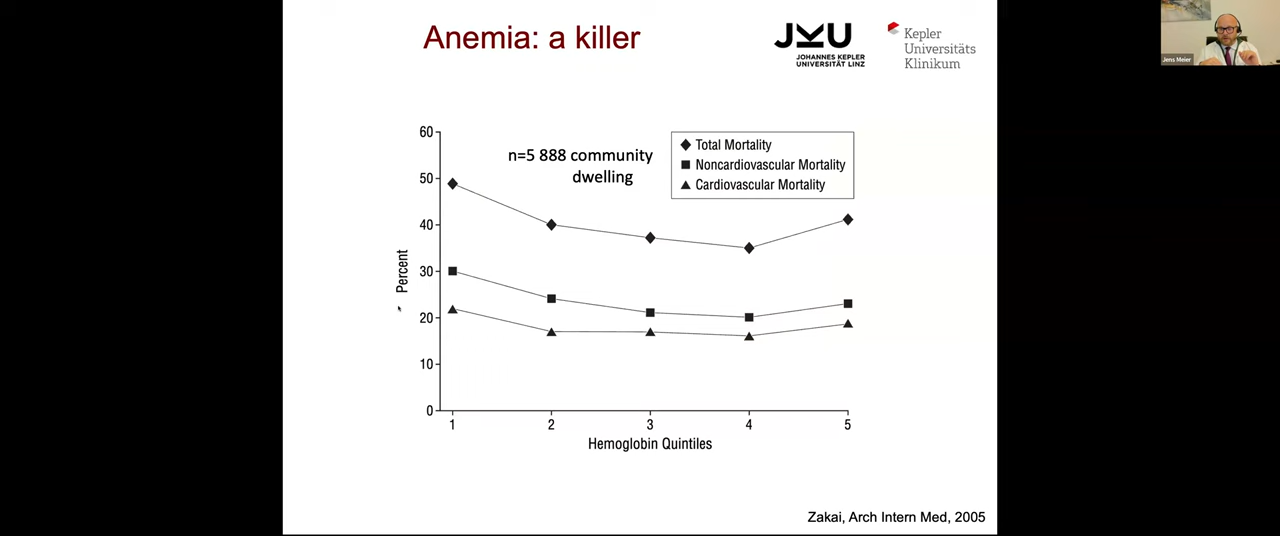 Anemia: a killer
JKU
JOHANNES KEPLER
UNIVERSITÄT LINZ
Kepler
Universitäts
Klinikum
Jens Meier
n=5 888 community
dwelling
Total Mortality
Noncardiovascular Mortality
Cardiovascular Mortality
60
50
40
30
20
10
0
Percent
1 2 3 4 5
Hemoglobin Quintiles
Zakai, Arch Intern Med, 2005